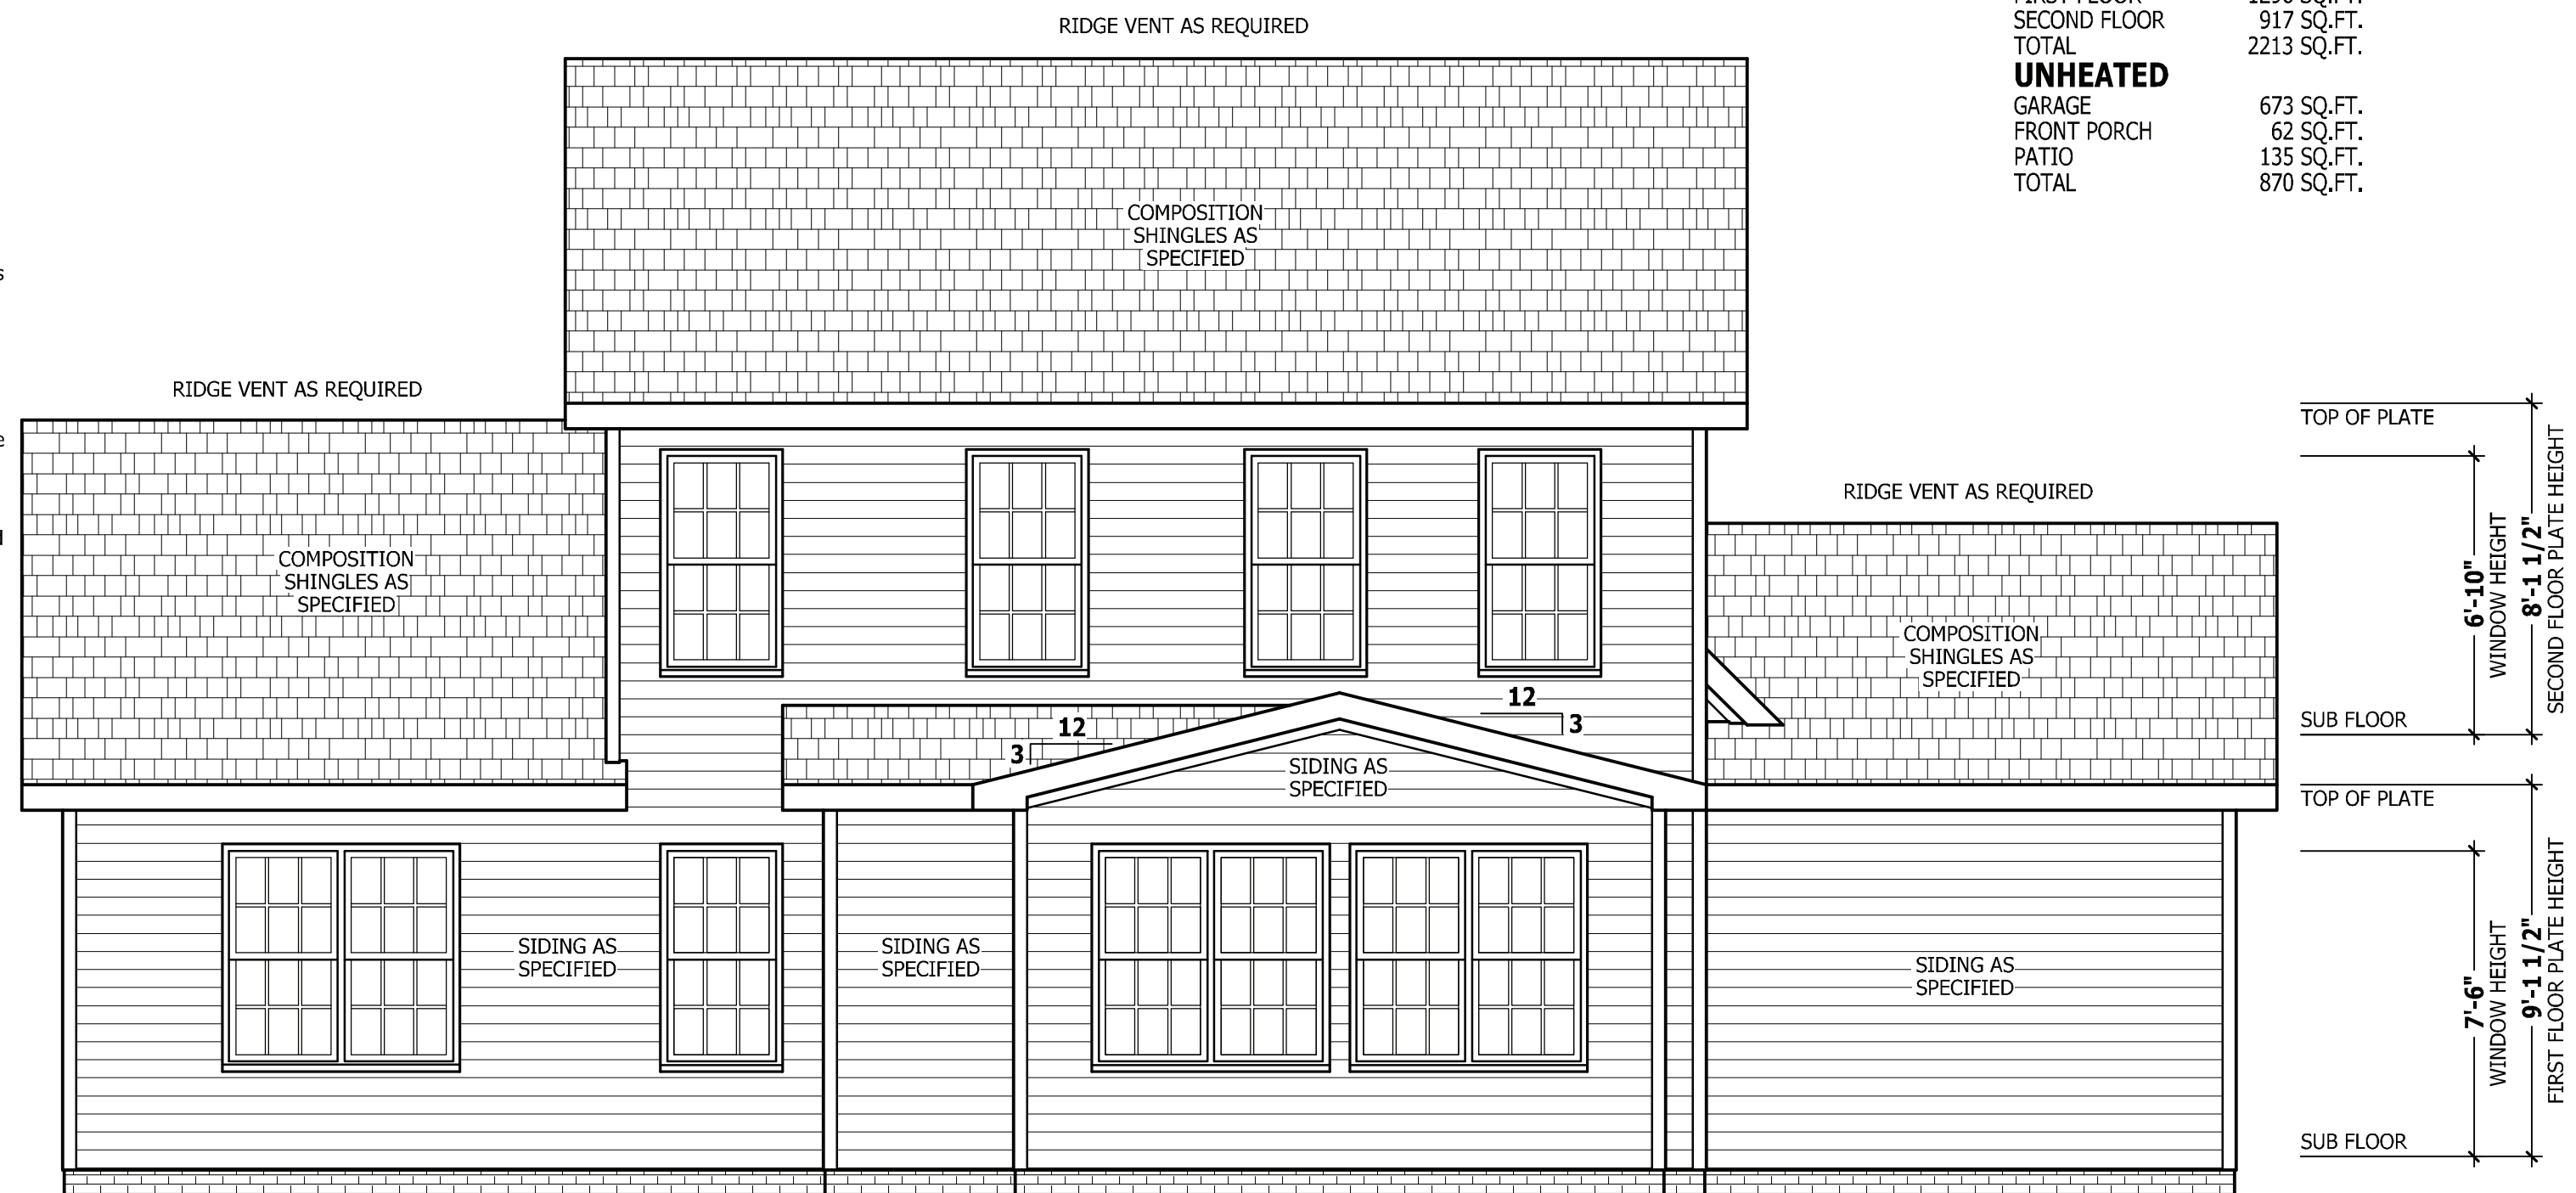 RIDGE VENT AS REQUIRED
FIRST FLOOR 1296 SQ.FT.
SECOND FLOOR 917 SQ.FT.
TOTAL 2213 SQ.FT.
UNHEATED
GARAGE 673 SQ.FT.
FRONT PORCH 62 SQ.FT.
PATIO 135 SQ.FT.
TOTAL 870 SQ.FT.
COMPOSITION
SHINGLES AS
SPECIFIED
RIDGE VENT AS REQUIRED
COMPOSITION
SHINGLES AS
SPECIFIED
RIDGE VENT AS REQUIRED
COMPOSITION
SHINGLES AS
SPECIFIED
12
3
12
3
SIDING AS
SPECIFIED
SIDING AS
SPECIFIED
SIDING AS
SPECIFIED
SIDING AS
SPECIFIED
TOP OF PLATE
6'-10"
WINDOW HEIGHT
8'-1 1/2"
SECOND FLOOR PLATE HEIGHT
SUB FLOOR
TOP OF PLATE
7'-6"
WINDOW HEIGHT
9'-1 1/2"
FIRST FLOOR PLATE HEIGHT
SUB FLOOR